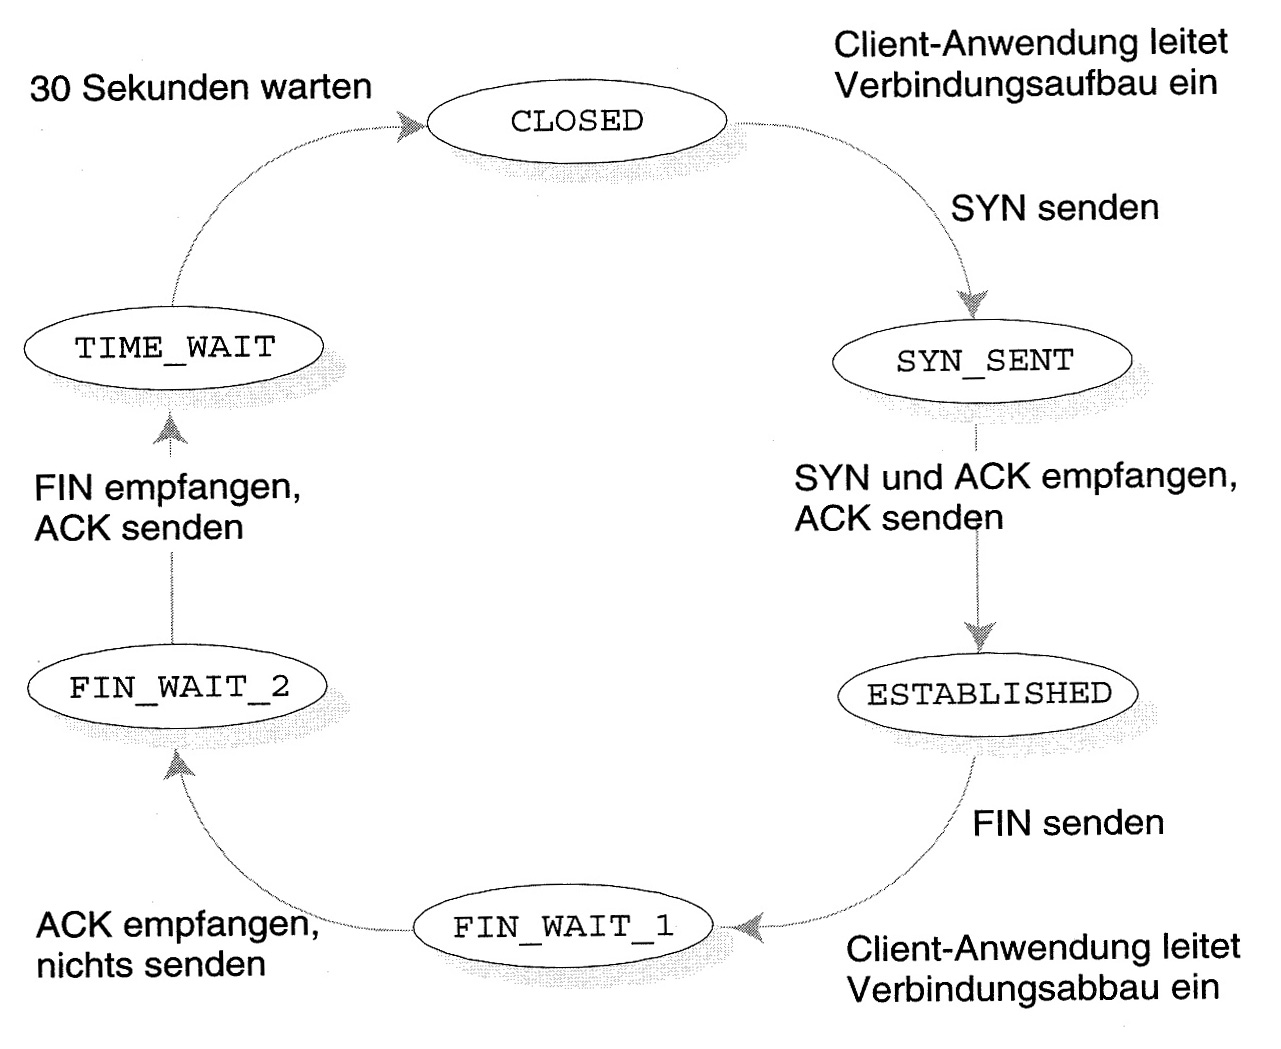 Client-Anwendung leitet
Verbindungsaufbau ein
30 Sekunden warten
CLOSED
SYN senden
TIME_WAIT
SYN_SENT
FIN empfangen,
ACK senden
SYN und ACK empfangen,
ACK senden
FIN_WAIT_2
ESTABLISHED
FIN senden
ACK empfangen,
nichts senden
FIN_WAIT_1
Client-Anwendung leitet
Verbindungsabbau ein